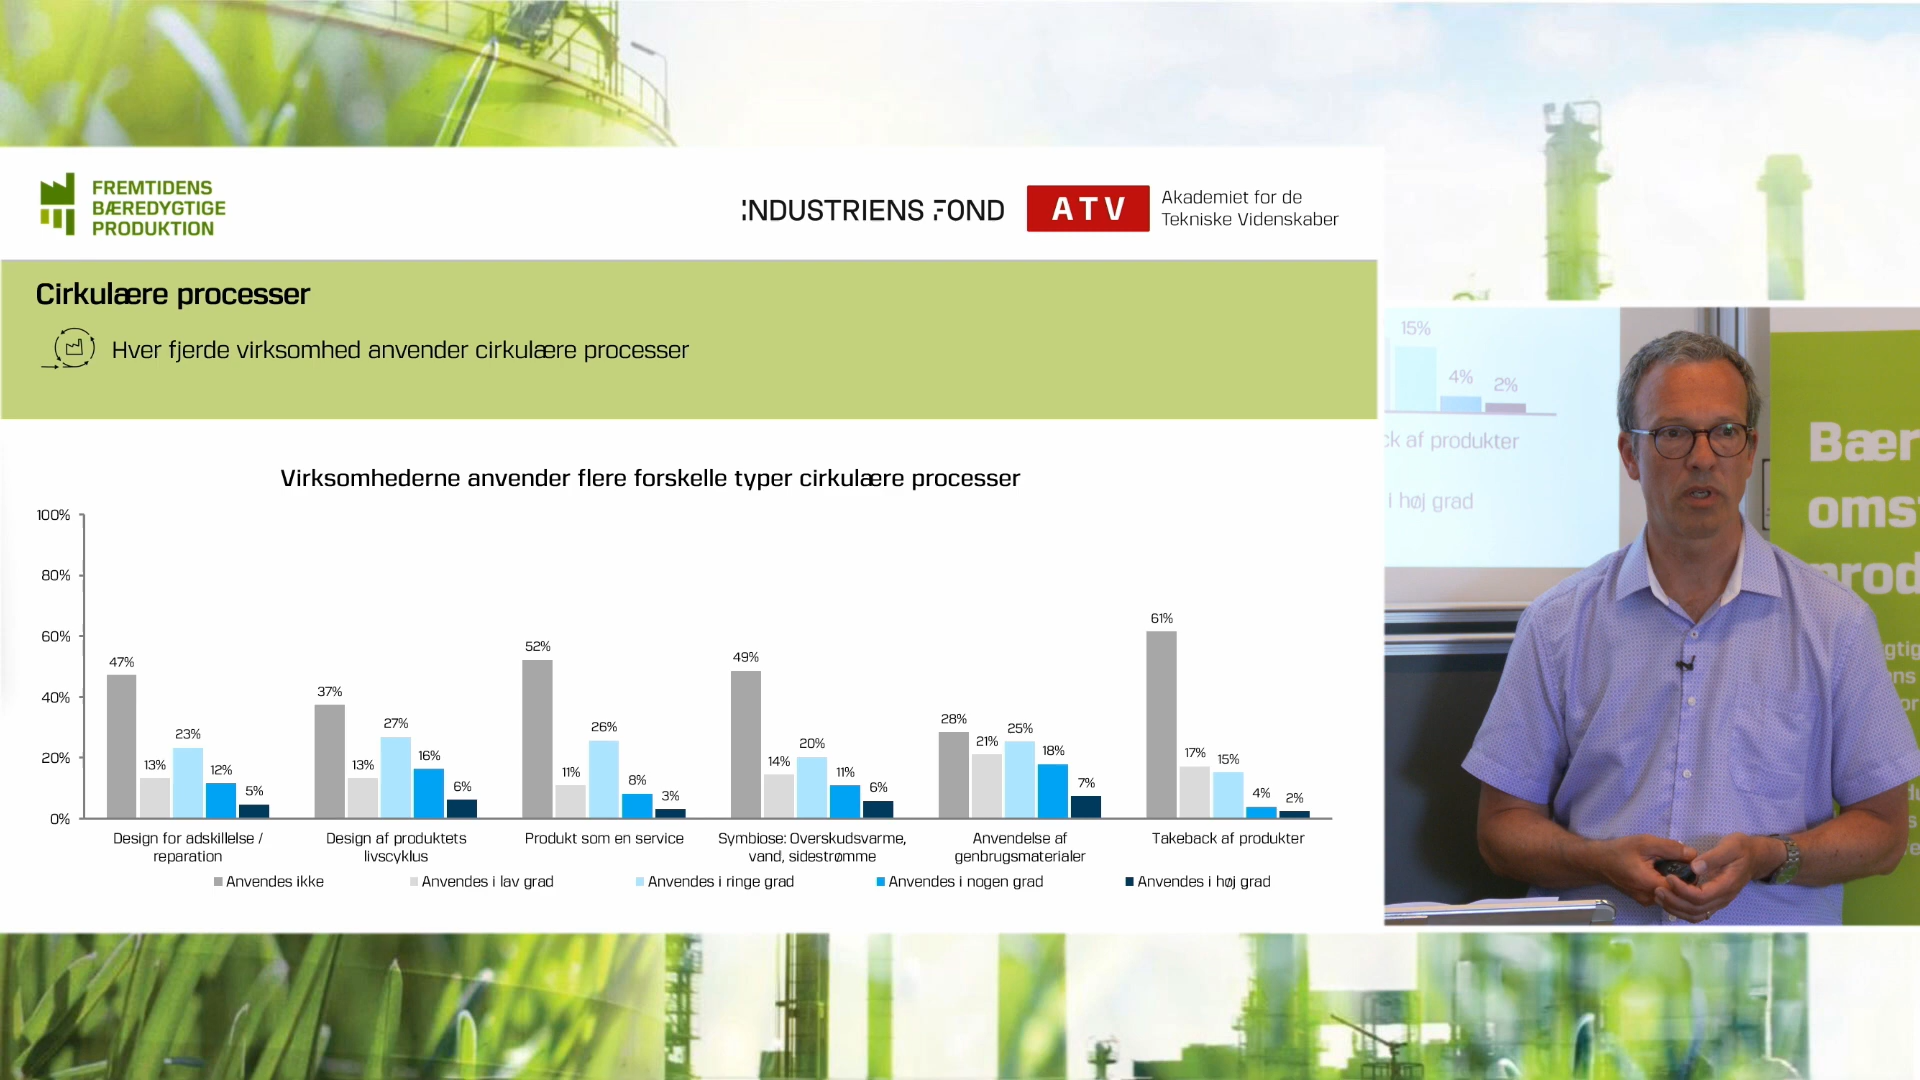 FREMTIDENS
BÆREDYGTIGE
PRODUKTION
INDUSTRIENS FOND
ATV
Akademiet for de
Tekniske Videnskaber
Cirkulære processer
Hver fjerde virksomhed anvender cirkulære processer
Virksomhederne anvender flere forskelle typer cirkulære processer
100%
80%
60%
40%
20%
0%
47%
13%
23%
12%
5%
37%
13%
27%
16%
6%
52%
11%
26%
8%
3%
49%
14%
20%
11%
6%
28%
21%
25%
18%
7%
61%
17%
15%
4%
2%
Design for adskillelse /
reparation
Design af produktets
livscyklus
Produkt som en service
Symbiose: Overskudsvarme,
vand, sidestrømme
Anvendelse af
genbrugsmaterialer
Takeback af produkter
Anvendes ikke
Anvendes i lav grad
Anvendes i ringe grad
Anvendes i nogen grad
Anvendes i høj grad
15%
4%
2%
ck af produkter
i høj grad
Bær
oms
prod